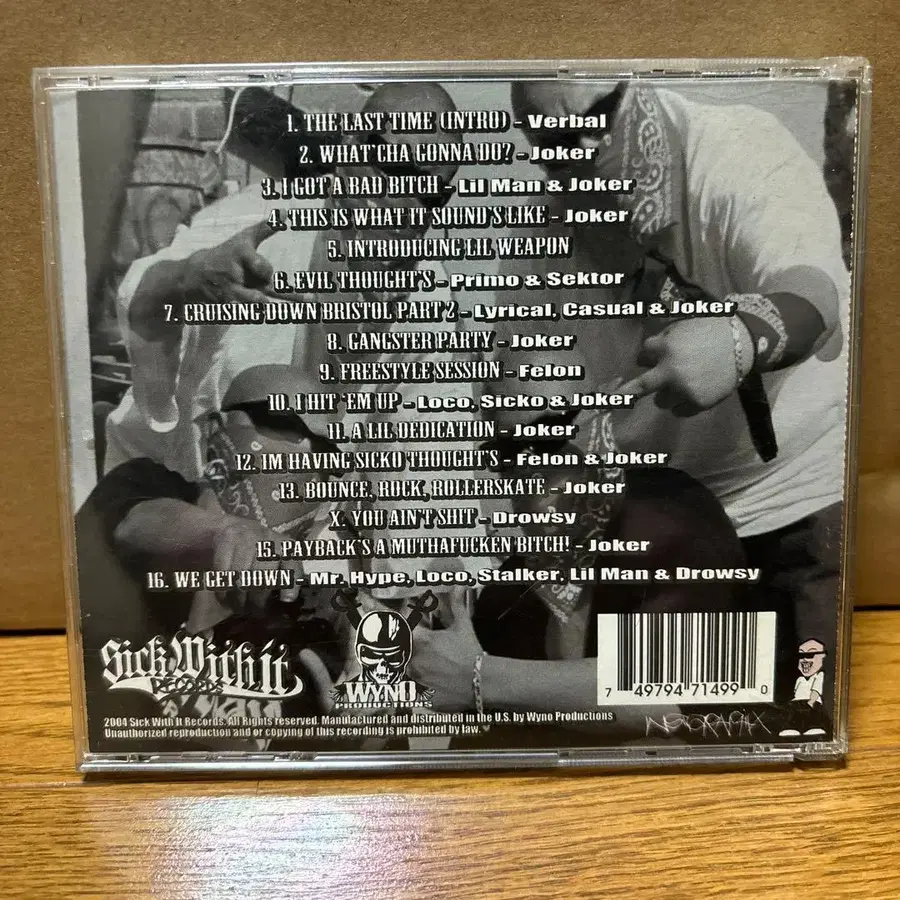 1. THE LAST TIME (INTRO) - Verbal
2. WHAT'CHA GONNA DO? - Joker
3. I GOT A BAD BITCH - Lil Man & Joker
4. THIS IS WHAT IT SOUND'S LIKE - Joker
5. INTRODUCING LIL WEAPON
6. EVIL THOUGHT'S - Primo & Sektor
7. CRUISING DOWN BRISTOL PART 2 - Lyrical, Casual & Joker
8. GANGSTER PARTY - Joker
9. FREESTYLE SESSION - Felon
10. I HIT 'EM UP - Loco, Sicko & Joker
11. A LIL DEDICATION - Joker
12. IM HAVING SICKO THOUGHT'S - Felon & Joker
13. BOUNCE, ROCK, ROLLERSKATE - Joker
X. YOU AIN'T SHIT - Drowsy
15. PAYBACK'S A MUTHAFUCKEN BITCH! - Joker
16. WE GET DOWN - Mr. Hype, Loco, Stalker, Lil Man & Drowsy
Sick With It
RECORDS
WYNO
PRODUCTIONS
7 49794 71499 0
2004 Sick With It Records. All Rights reserved. Manufactured and distributed in the U.S. by Wyno Productions
Unauthorized reproduction and or copying of this recording is prohibited by law.